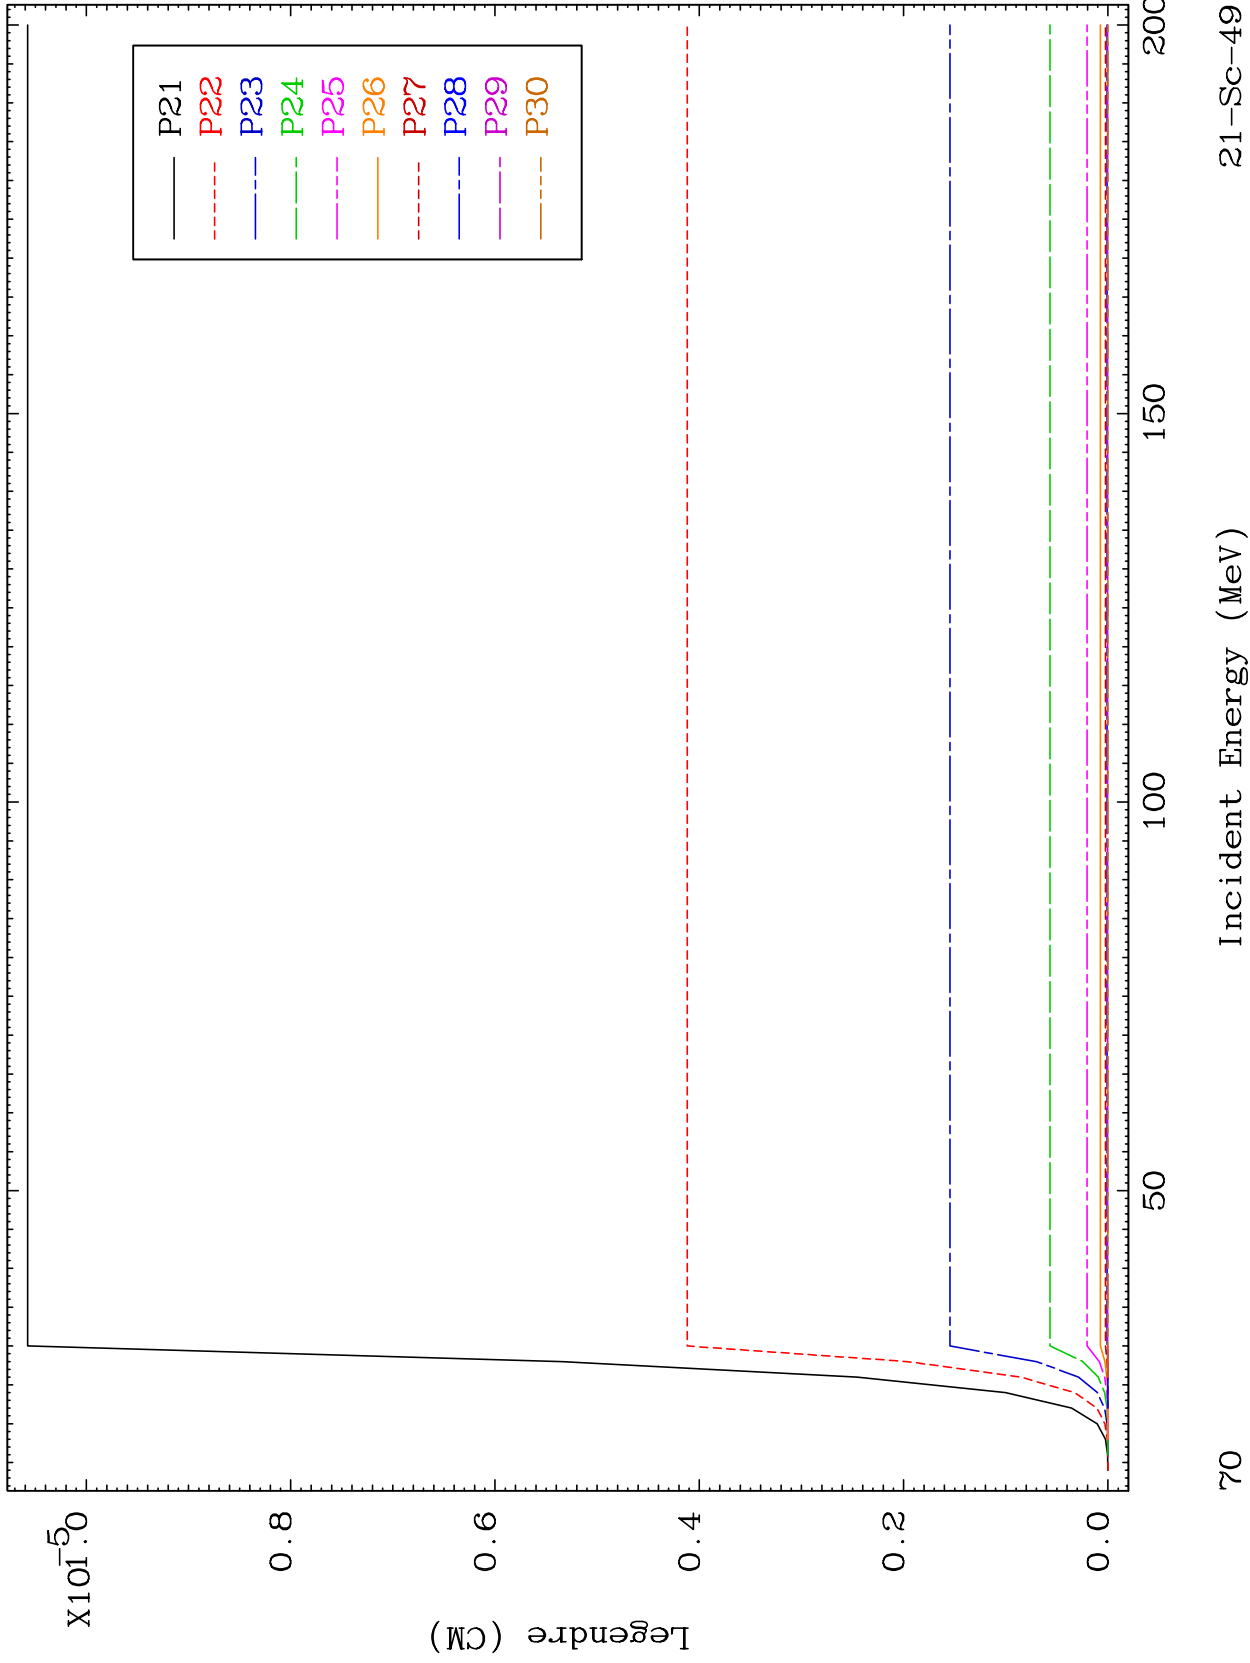 X10-5
1.0
0.8
0.6
0.4
0.2
0.0
Legendre (CM)
P21
P22
P23
P24
P25
P26
P27
P28
P29
P30
50
100
150
200
Incident Energy (MeV)
70
21-Sc-49